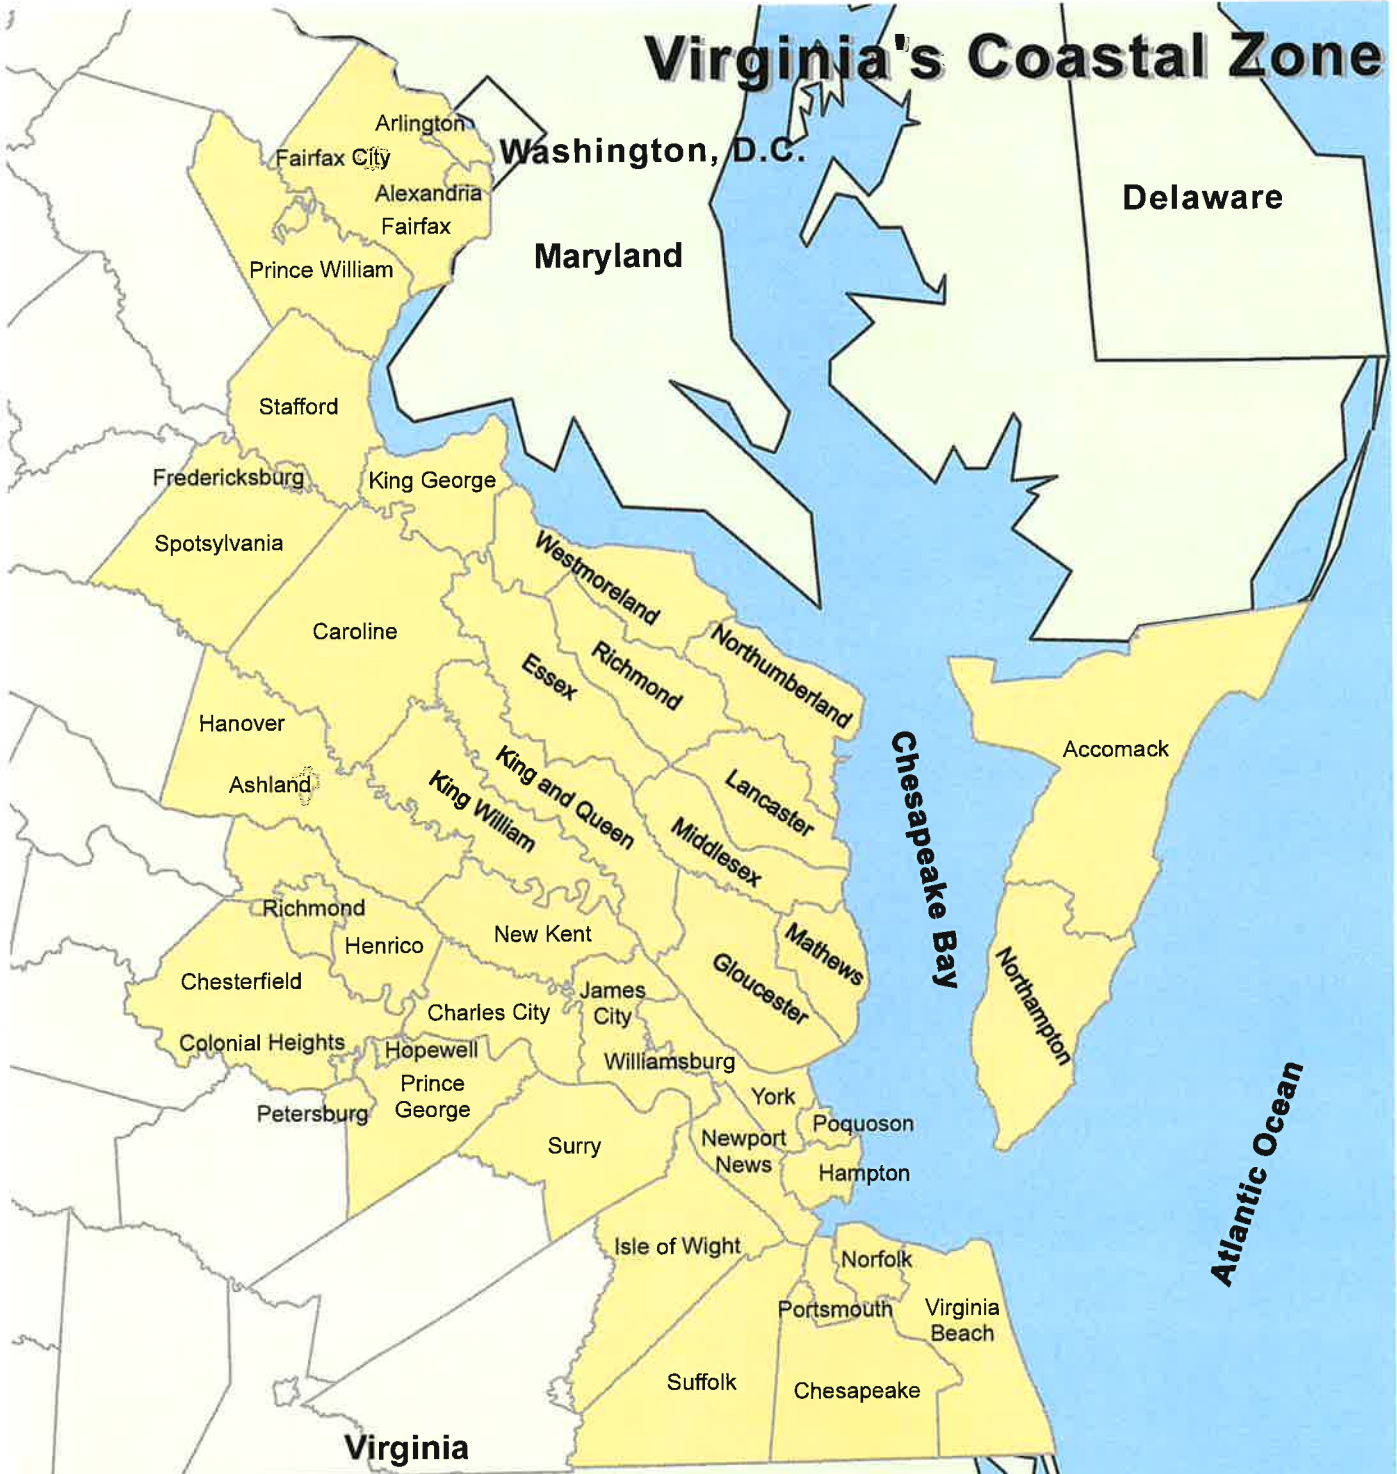 Virginia's Coastal Zone
Arlington
Washington, D.C.
Fairfax City
Alexandria
Delaware
Fairfax
Maryland
Prince William
Stafford
Fredericksburg
King George
Spotsylvania
Westmoreland
Caroline
Northumberland
Richmond
Essex
Hanover
Accomack
Ashland
King and Queen
King William
Lancaster
Middlesex
Chesapeake Bay
Richmond
Henrico
New Kent
Mathews
Gloucester
Northampton
Chesterfield
James
City
Charles City
Colonial Heights
Hopewell
Williamsburg
Prince
George
York
Petersburg
Poquoson
Surry
Newport
News
Hampton
Atlantic Ocean
Isle of Wight
Norfolk
Portsmouth
Virginia
Beach
Suffolk
Chesapeake
Virginia